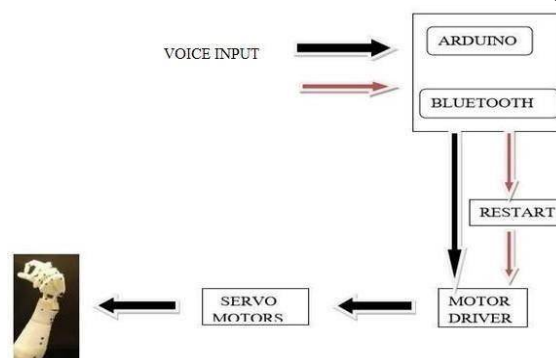 ARDUINO
VOICE INPUT
BLUETOOTH
RESTART
SERVO
MOTORS
MOTOR
DRIVER